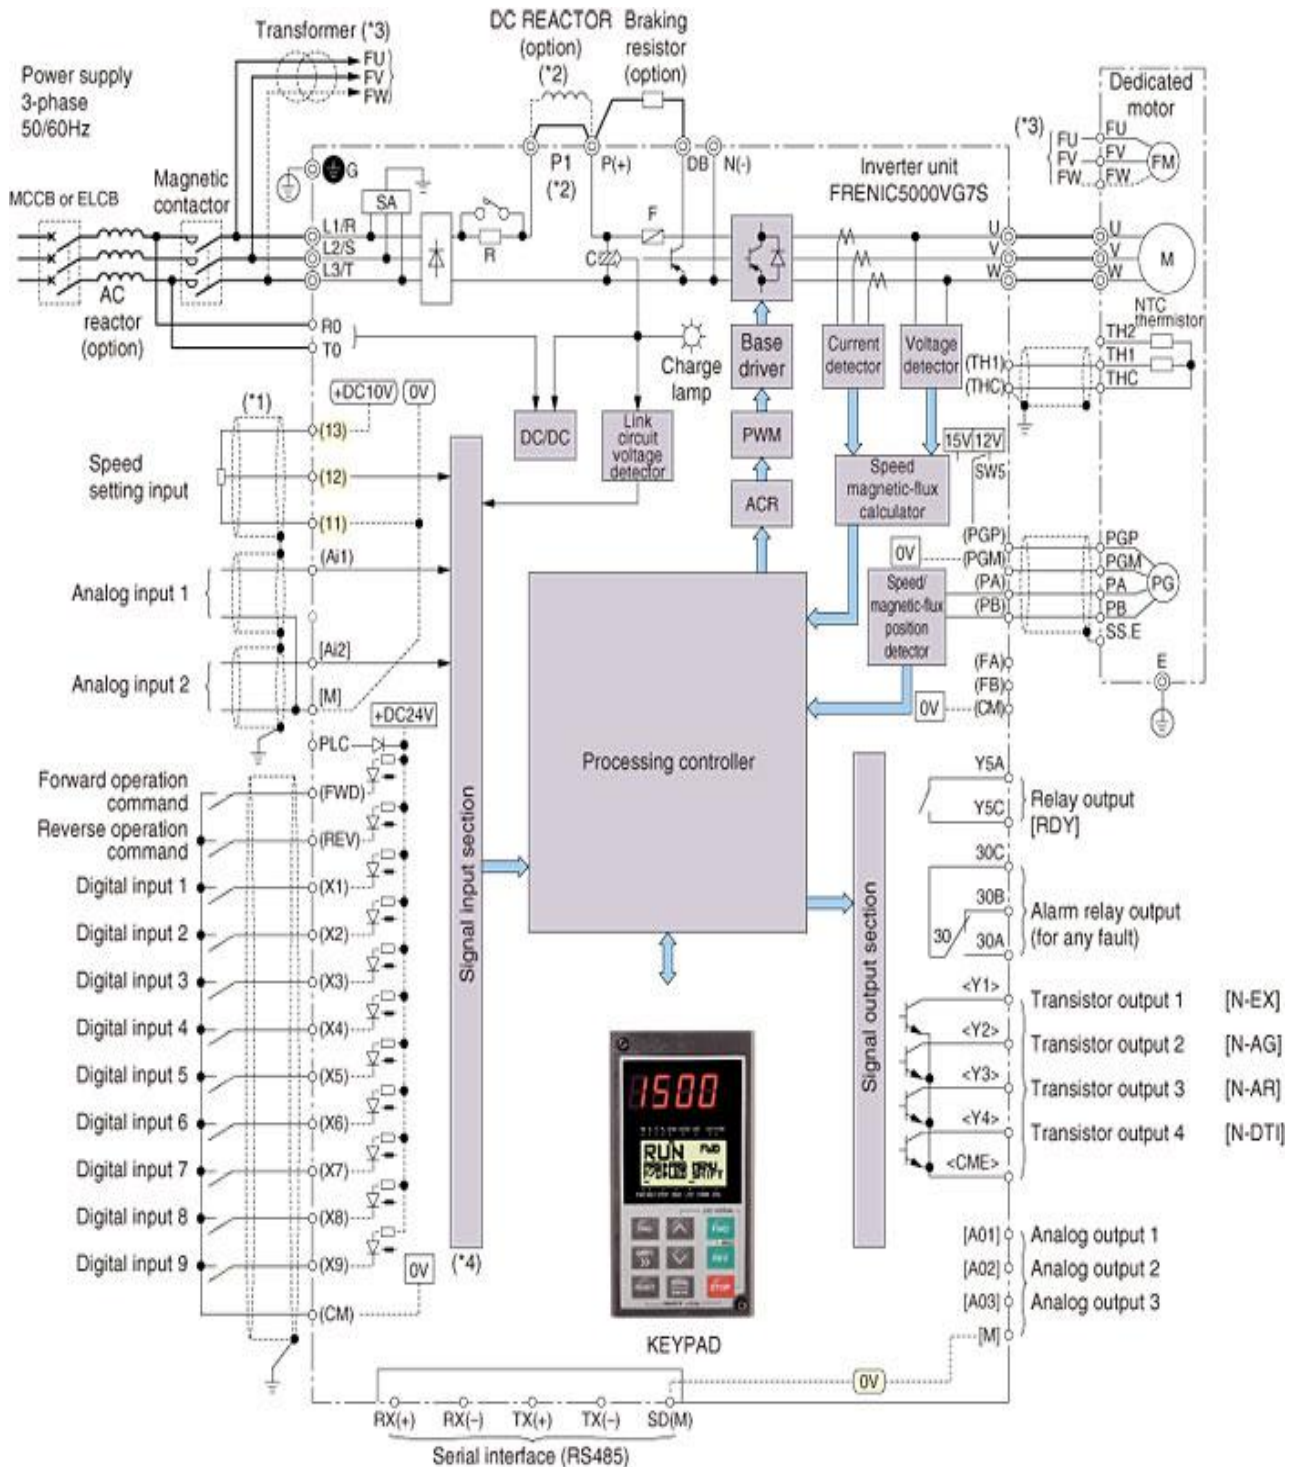 Transformer (*3)
FU
FV
FW
DC REACTOR
(option)
(*2)
Braking
resistor
(option)
Power supply
3-phase
50/60Hz
Dedicated
motor
(*3)
FU
FV
FW
FU
FV
FW
FM
G
P1
(*2)
P(+)
DB
N(-)
Inverter unit
FRENIC5000VG7S
MCCB or ELCB
Magnetic
contactor
SA
L1/R
L2/S
L3/T
R
F
C
U
V
W
U
V
W
M
AC
reactor
(option)
R0
T0
Charge
lamp
Base
driver
Current
detector
Voltage
detector
NTC
thermistor
TH2
TH1
THC
(TH1)
(THC)
(*1)
+DC10V
0V
(13)
(12)
(11)
Speed
setting input
DC/DC
Link
circuit
voltage
detector
PWM
ACR
Speed
magnetic-flux
calculator
15V
12V
SW5
(PGP)
(PGM)
(PA)
(PB)
0V
PGP
PGM
PA
PB
SS.E
PG
Speed/
magnetic-flux
position
detector
(Ai1)
Analog input 1
[Ai2]
Analog input 2
[M]
(FA)
(FB)
(CM)
0V
E
+DC24V
PLC
Processing controller
Signal input section
Signal output section
Forward operation
command
(FWD)
Reverse operation
command
(REV)
Digital input 1
(X1)
Digital input 2
(X2)
Digital input 3
(X3)
Digital input 4
(X4)
Digital input 5
(X5)
Digital input 6
(X6)
Digital input 7
(X7)
Digital input 8
(X8)
Digital input 9
(X9)
0V
(*4)
(CM)
Y5A
Y5C
Relay output
[RDY]
30C
30B
30
30A
Alarm relay output
(for any fault)
<Y1>
Transistor output 1 [N-EX]
<Y2>
Transistor output 2 [N-AG]
<Y3>
Transistor output 3 [N-AR]
<Y4>
Transistor output 4 [N-DTI]
<CME>
1500
RUN FWD
STOP
[A01] Analog output 1
[A02] Analog output 2
[A03] Analog output 3
[M]
KEYPAD
0V
RX(+)
RX(–)
TX(+)
TX(–)
SD(M)
Serial interface (RS485)